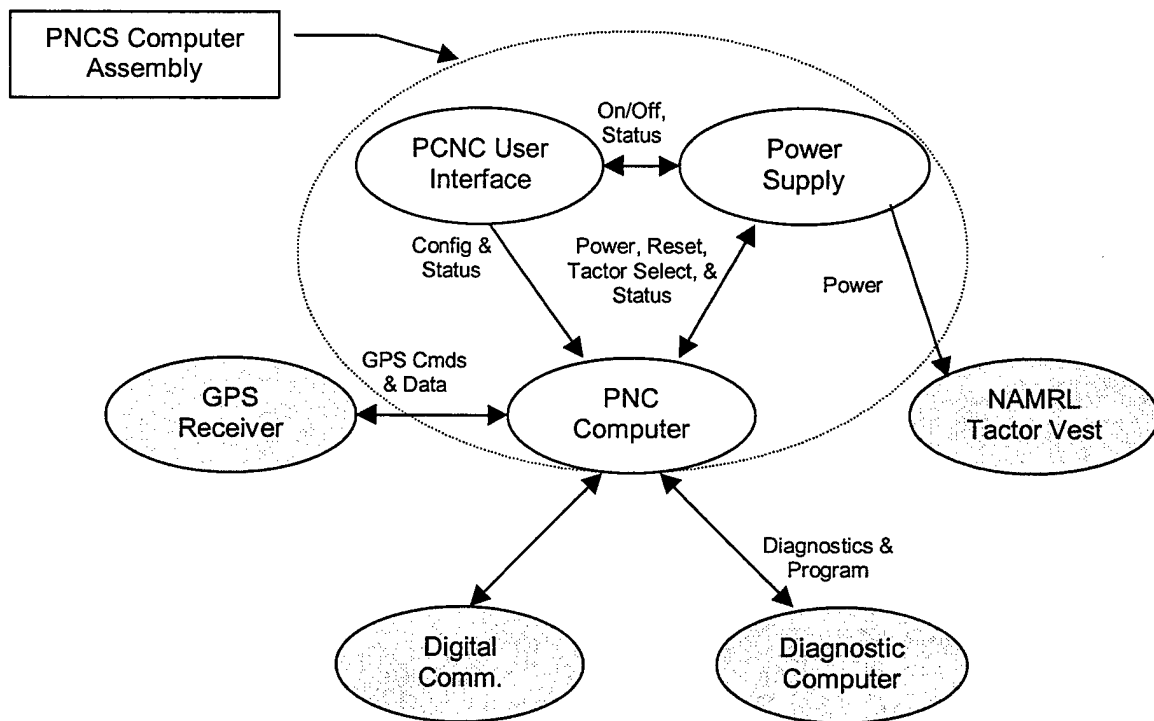 PNCS Computer
Assembly
On/Off,
Status
PCNC User
Interface
Power
Supply
Config &
Status
Power, Reset,
Tactor Select, &
Status
Power
GPS Cmds
& Data
GPS
Receiver
PNC
Computer
NAMRL
Tactor Vest
Diagnostics &
Program
Digital
Comm.
Diagnostic
Computer